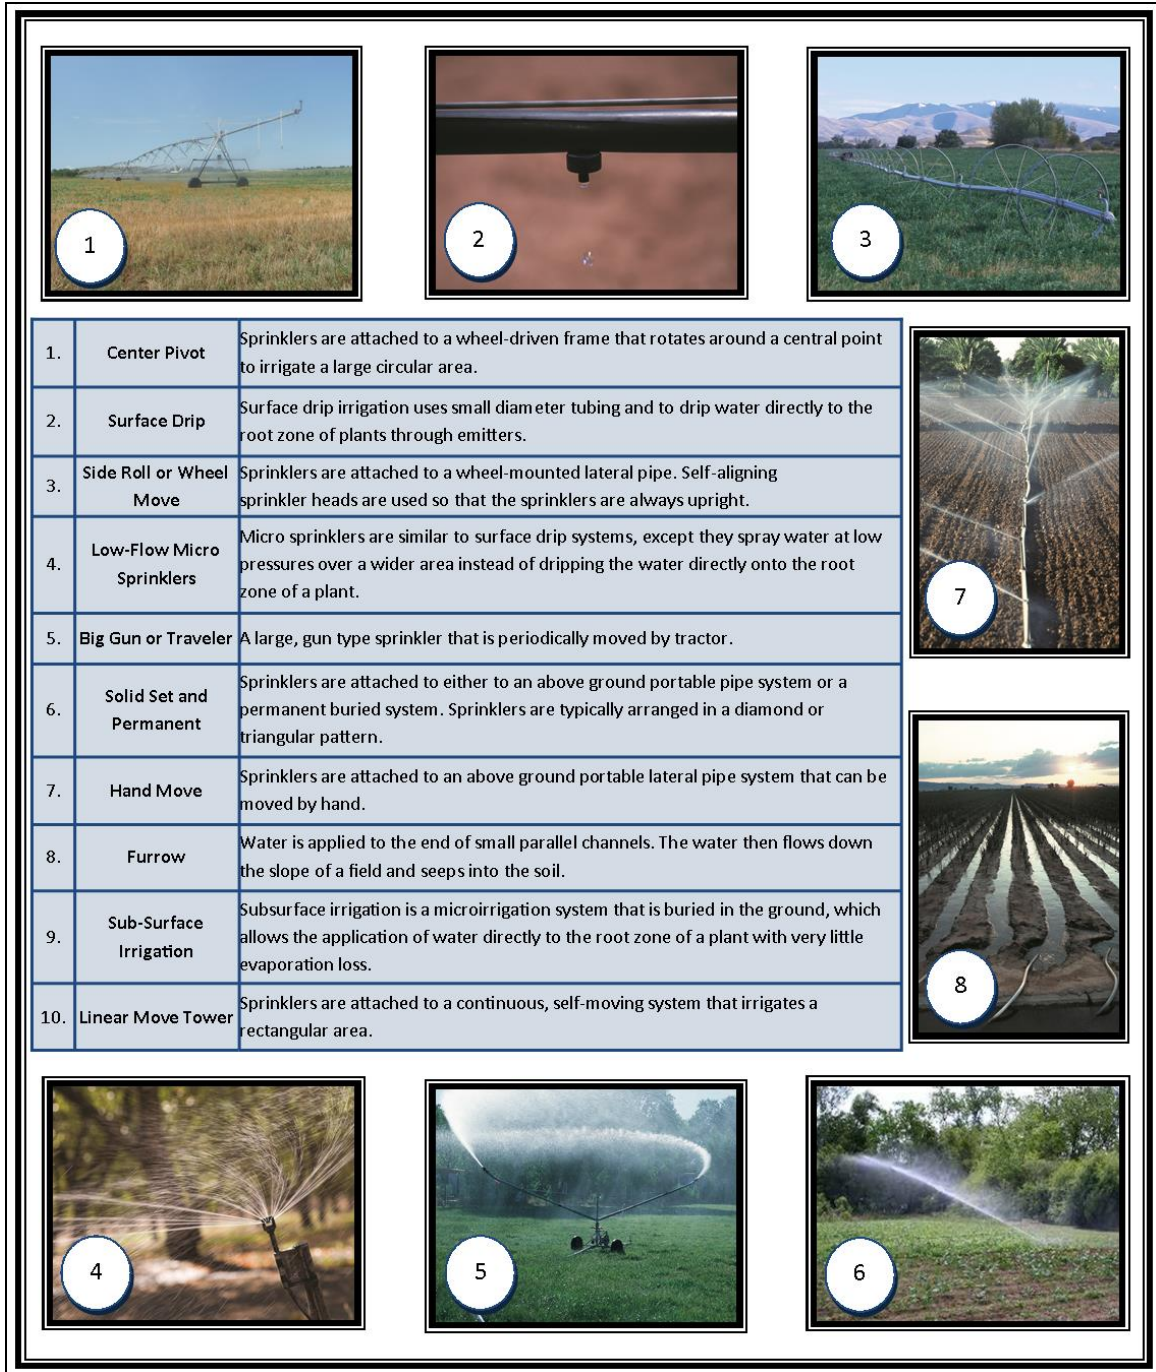 1
2
3
1.
Center Pivot
Sprinklers are attached to a wheel-driven frame that rotates around a central point
to irrigate a large circular area.
2.
Surface Drip
Surface drip irrigation uses small diameter tubing and to drip water directly to the
root zone of plants through emitters.
3.
Side Roll or Wheel
Move
Sprinklers are attached to a wheel-mounted lateral pipe. Self-aligning
sprinkler heads are used so that the sprinklers are always upright.
4.
Low-Flow Micro
Sprinklers
Micro sprinklers are similar to surface drip systems, except they spray water at low
pressures over a wider area instead of dripping the water directly onto the root
zone of a plant.
5.
Big Gun or Traveler
A large, gun type sprinkler that is periodically moved by tractor.
6.
Solid Set and
Permanent
Sprinklers are attached to either to an above ground portable pipe system or a
permanent buried system. Sprinklers are typically arranged in a diamond or
triangular pattern.
7.
Hand Move
Sprinklers are attached to an above ground portable lateral pipe system that can be
moved by hand.
8.
Furrow
Water is applied to the end of small parallel channels. The water then flows down
the slope of a field and seeps into the soil.
9.
Sub-Surface
Irrigation
Subsurface irrigation is a microirrigation system that is buried in the ground, which
allows the application of water directly to the root zone of a plant with very little
evaporation loss.
10.
Linear Move Tower
Sprinklers are attached to a continuous, self-moving system that irrigates a
rectangular area.
7
8
4
5
6